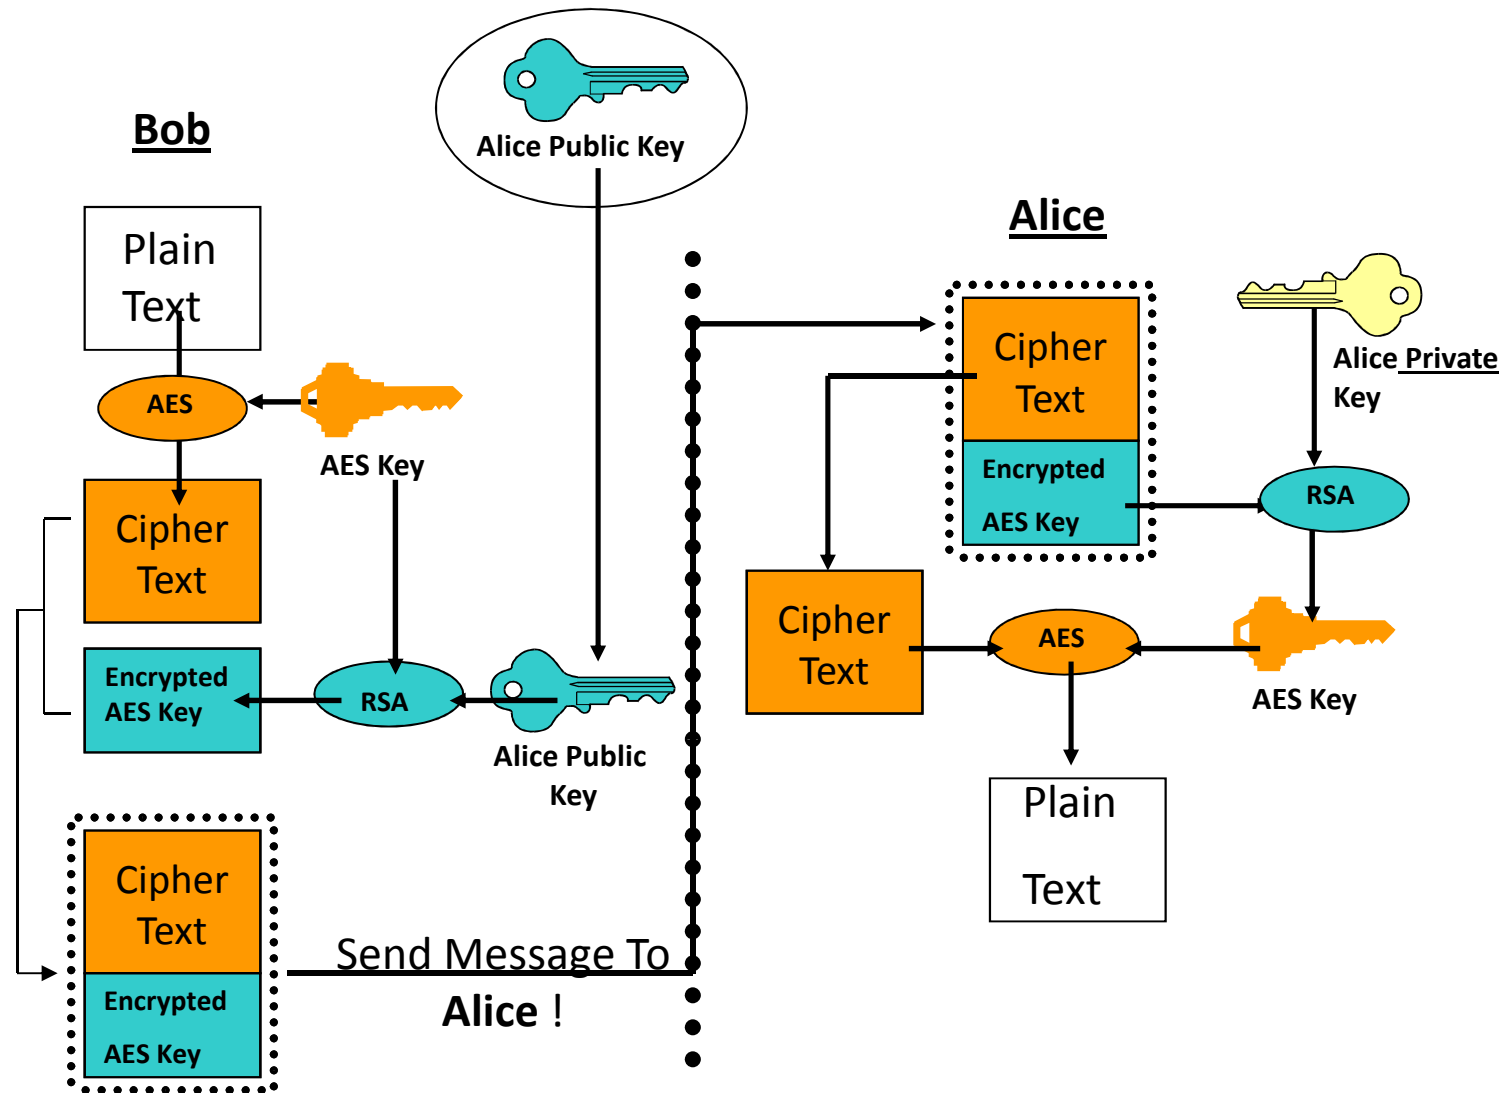 Alice Public Key
Bob
Plain
Text
AES
AES Key
Cipher
Text
Encrypted
AES Key
RSA
Alice Public
Key
Cipher
Text
Encrypted
AES Key
Send Message To
Alice !
Alice
Cipher
Text
Encrypted
AES Key
Alice Private
Key
RSA
Cipher
Text
AES
AES Key
Plain
Text